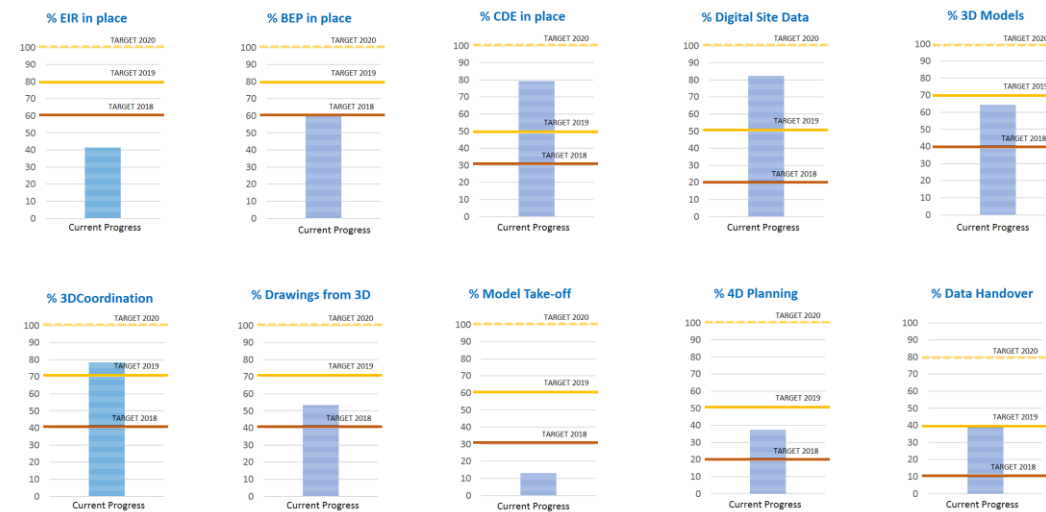 % EIR in place
TARGET 2020
TARGET 2019
TARGET 2018
100
90
80
70
60
50
40
30
20
10
0
Current Progress
% BEP in place
TARGET 2020
TARGET 2019
TARGET 2018
100
90
80
70
60
50
40
30
20
10
0
Current Progress
% CDE in place
TARGET 2020
TARGET 2019
TARGET 2018
100
90
80
70
60
50
40
30
20
10
0
Current Progress
% Digital Site Data
TARGET 2020
TARGET 2019
TARGET 2018
100
90
80
70
60
50
40
30
20
10
0
Current Progress
% 3D Models
TARGET 2020
TARGET 2019
TARGET 2018
100
90
80
70
60
50
40
30
20
10
0
Current Progress
% 3DCoordination
TARGET 2020
TARGET 2019
TARGET 2018
100
90
80
70
60
50
40
30
20
10
0
Current Progress
% Drawings from 3D
TARGET 2020
TARGET 2019
TARGET 2018
100
90
80
70
60
50
40
30
20
10
0
Current Progress
% Model Take-off
TARGET 2020
TARGET 2019
TARGET 2018
100
90
80
70
60
50
40
30
20
10
0
Current Progress
% 4D Planning
TARGET 2020
TARGET 2019
TARGET 2018
100
90
80
70
60
50
40
30
20
10
0
Current Progress
% Data Handover
TARGET 2020
TARGET 2019
TARGET 2018
100
90
80
70
60
50
40
30
20
10
0
Current Progress